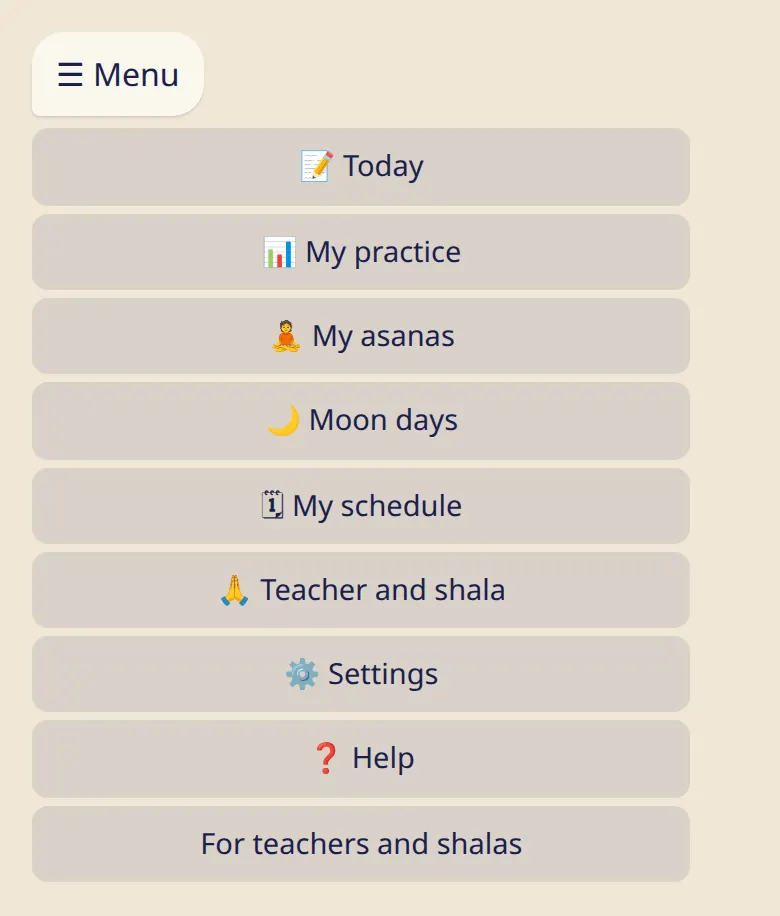 ☰ Menu
📝 Today
📊 My practice
🧘 My asanas
🌙 Moon days
🗓 My schedule
🙏 Teacher and shala
⚙️ Settings
❓ Help
For teachers and shalas